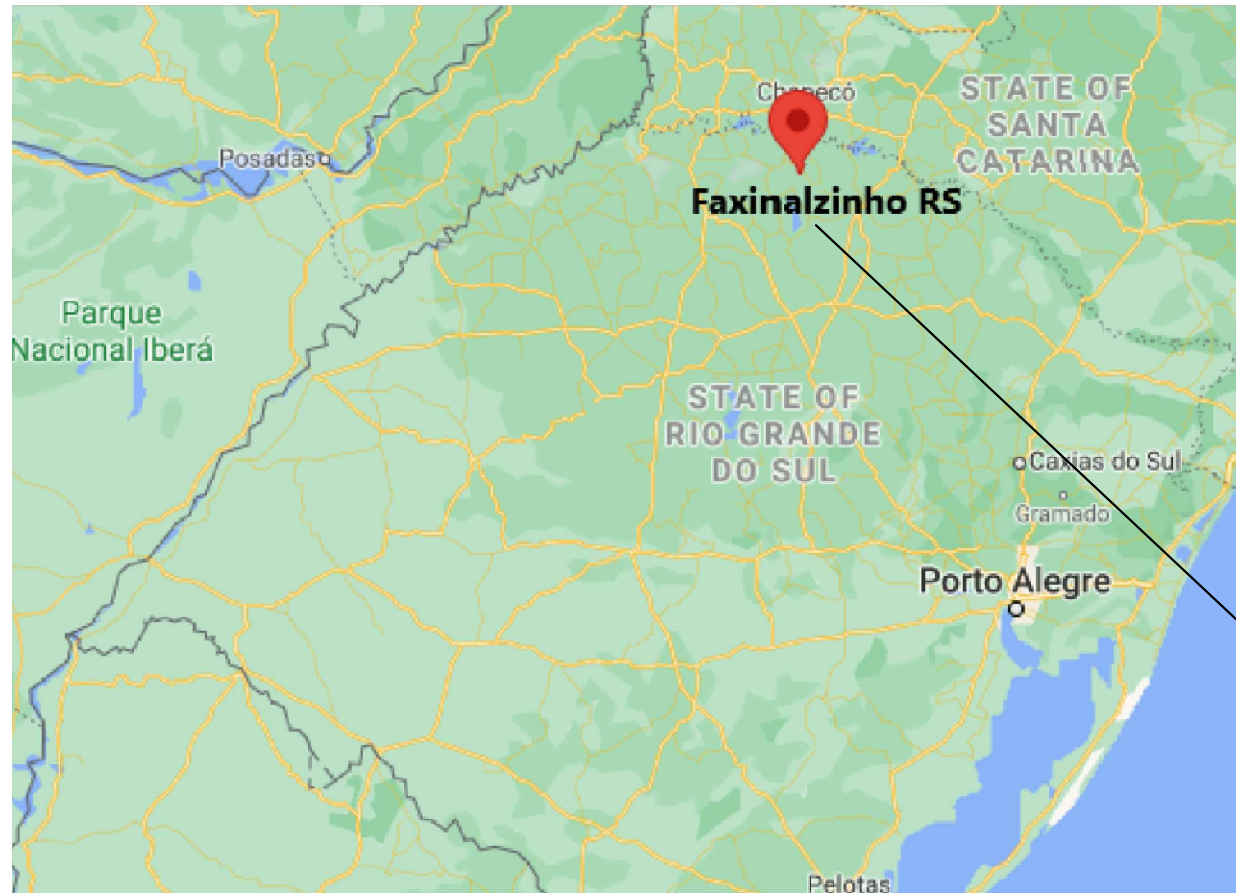 Chapecó
STATE OF
SANTA
CATARINA
Posadas
Faxinalzinho RS
Parque
Nacional Iberá
STATE OF
RIO GRANDE
DO SUL
Caxias do Sul
Gramado
Porto Alegre
Pelotas